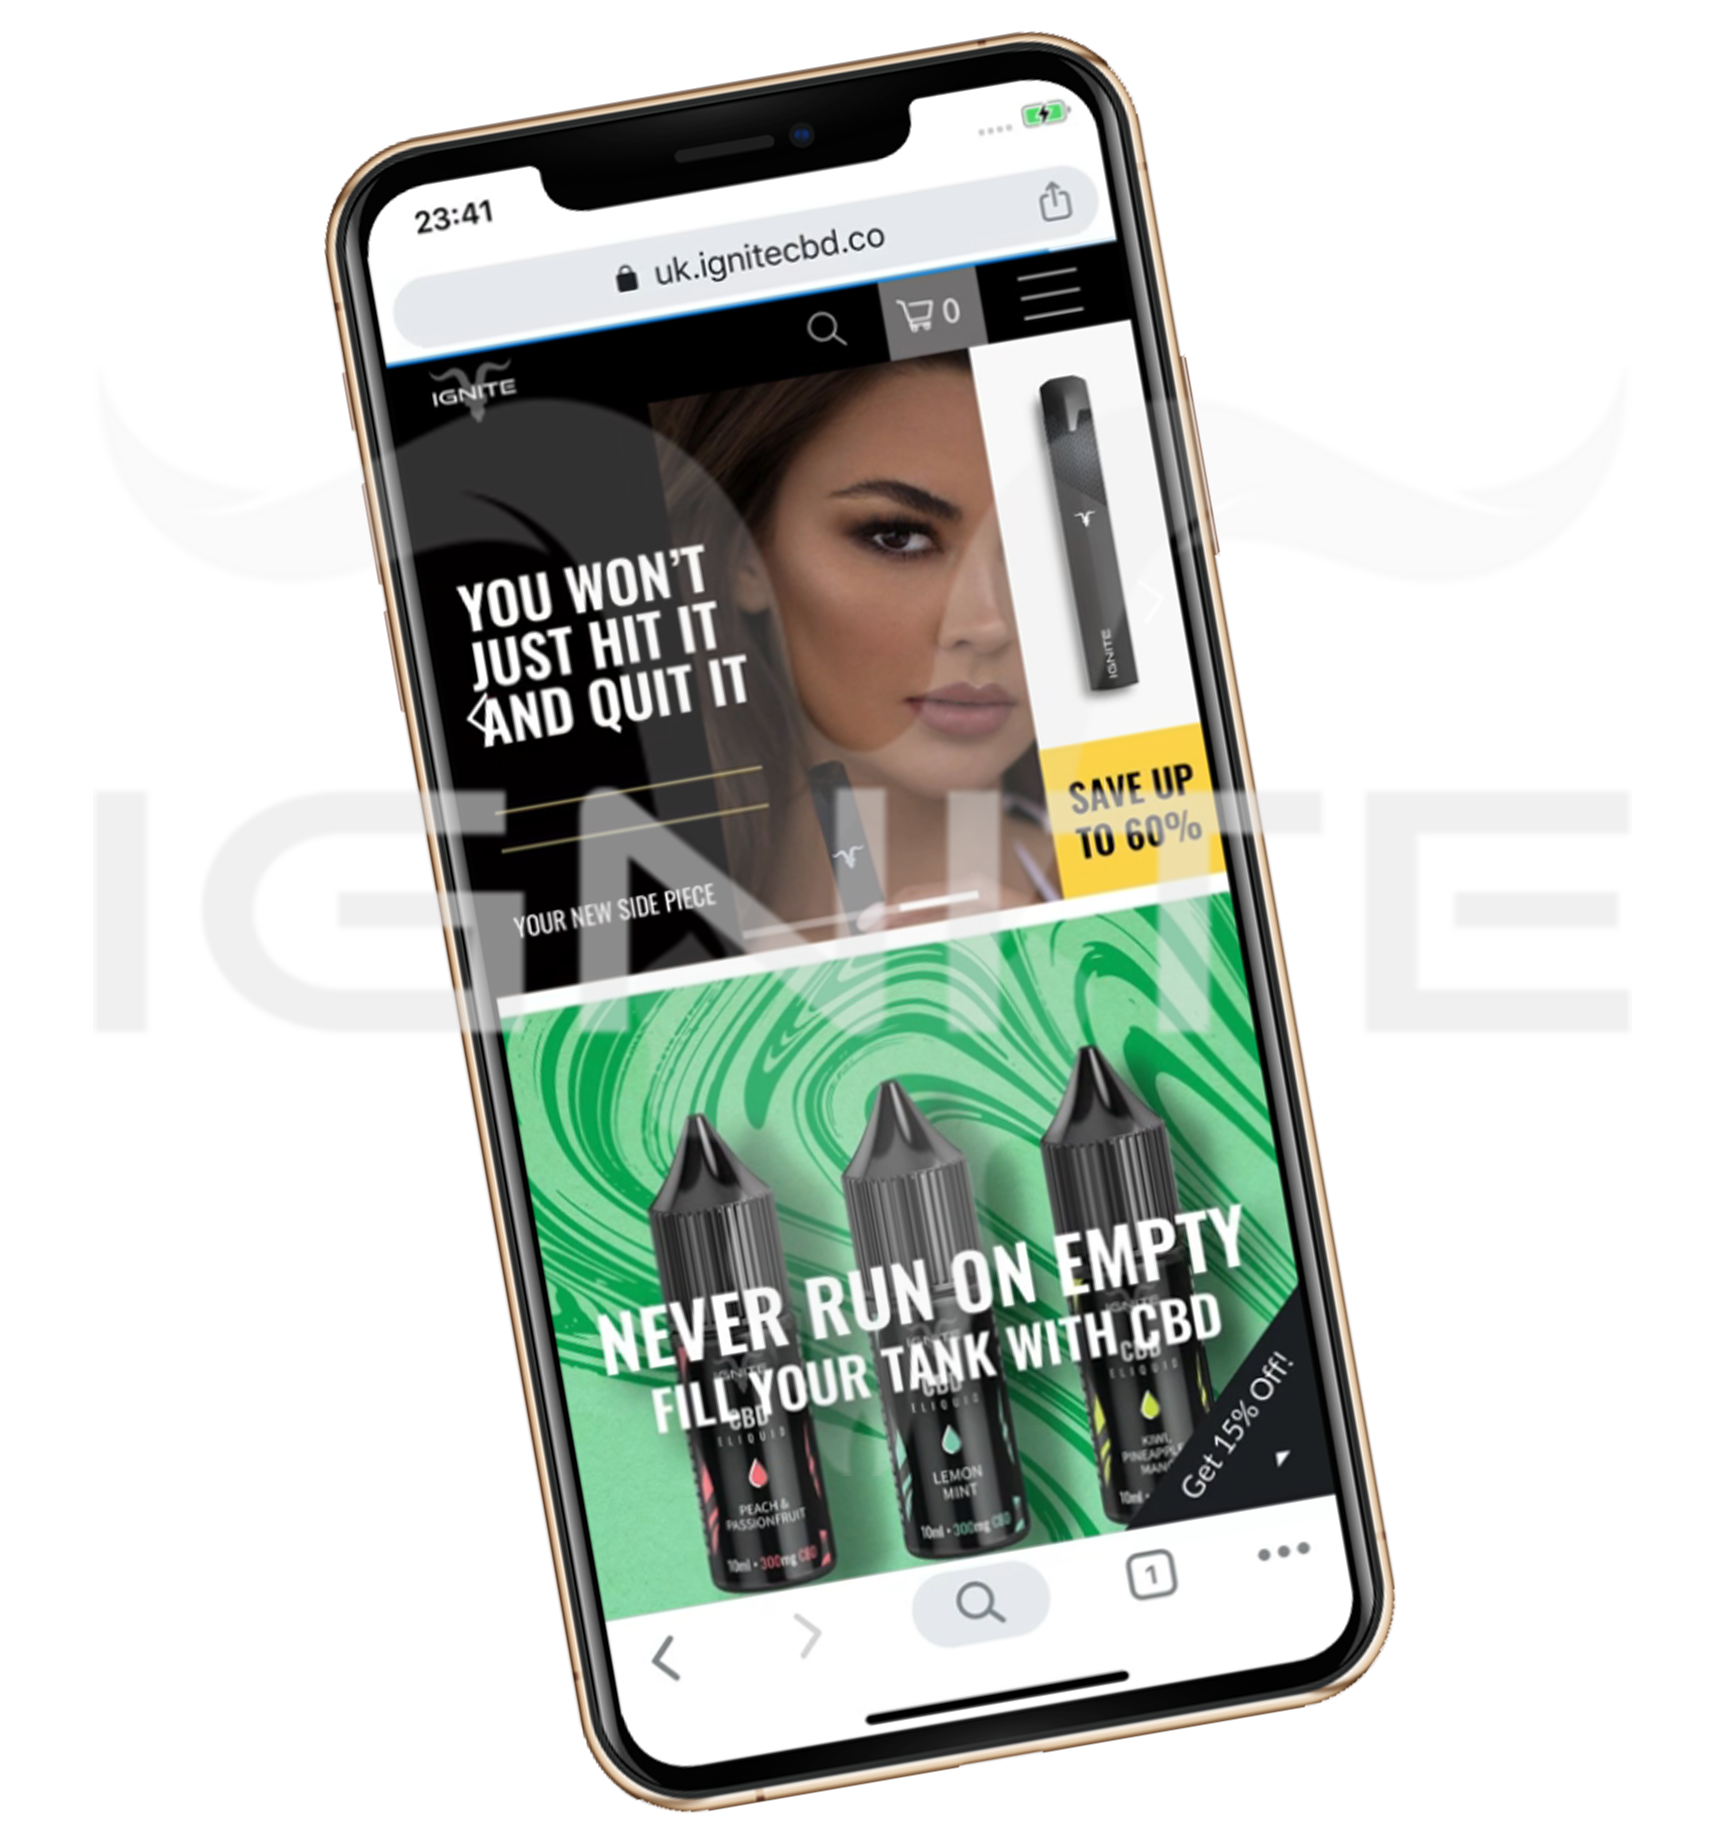 23:41
uk.ignitecbd.co
0
IGNITE
YOU WON'T
JUST HIT IT
AND QUIT IT
YOUR NEW SIDE PIECE
IGNITE
SAVE UP
TO 60%
IGNITE
NEVER RUN ON EMPTY
FILL YOUR TANK WITH CBD
IGNITE
CBD
ELIQUID
PEACH &
PASSIONFRUIT
10ml • 300mg CBD
IGNITE
CBD
ELIQUID
LEMON
MINT
10ml • 300mg CBD
IGNITE
CBD
ELIQUID
KIWI,
PINEAPPLE
10ml •
Get 15% Off!
1